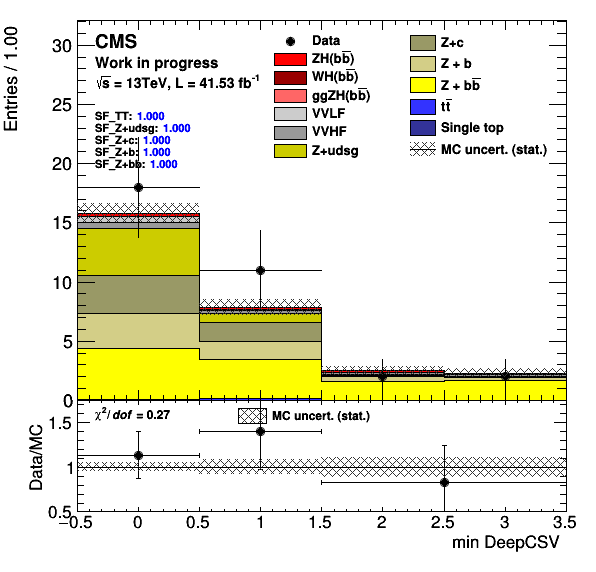 CMS
Work in progress
√s = 13TeV, L = 41.53 fb⁻¹
SF_TT: 1.000
SF_Z+udsg: 1.000
SF_Z+c: 1.000
SF_Z+b: 1.000
SF_Z+bb: 1.000
Data
ZH(bb̅)
WH(bb̅)
ggZH(bb̅)
VVLF
VVHF
Z+udsg
Z+c
Z + b
Z + bb̅
tt̅
Single top
MC uncert. (stat.)
Entries / 1.00
30
25
20
15
10
5
0
χ²/dof = 0.27
MC uncert. (stat.)
Data/MC
1.5
1
0.5
−0.5 0 0.5 1 1.5 2 2.5 3 3.5
min DeepCSV